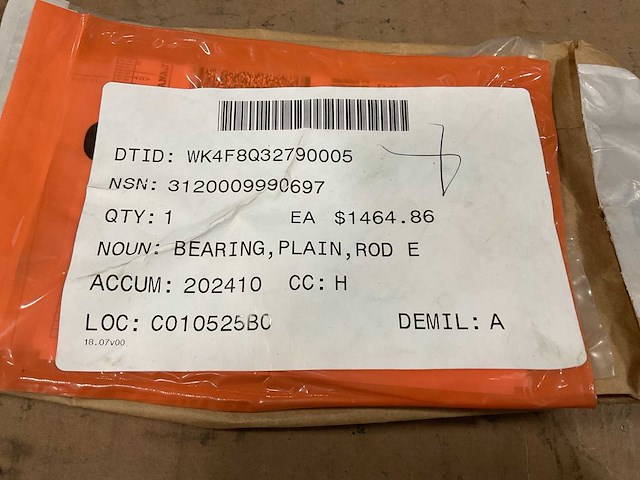 DTID: WK4F8Q32790005
NSN: 3120009990697
QTY: 1 EA $1464.86
NOUN: BEARING,PLAIN,ROD E
ACCUM: 202410 CC: H
LOC: C010525BC DEMIL: A
18.07v00